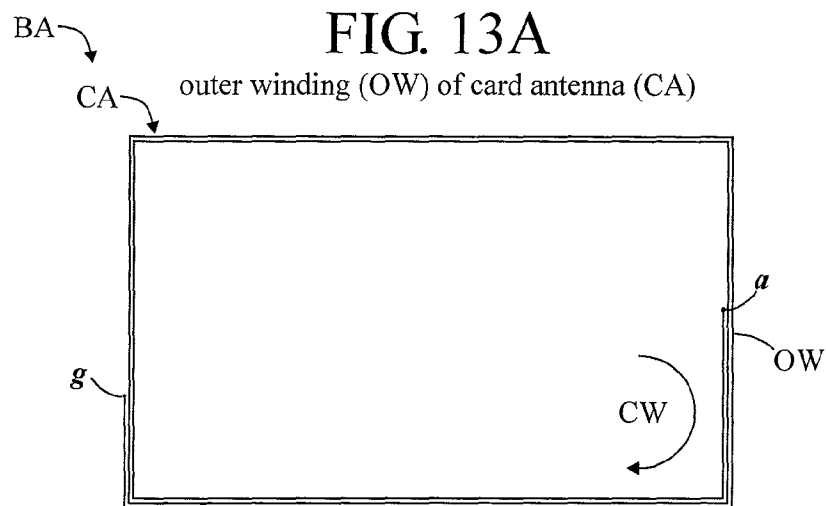 BA
FIG. 13A
outer winding (OW) of card antenna (CA)
CA
a
OW
g
CW